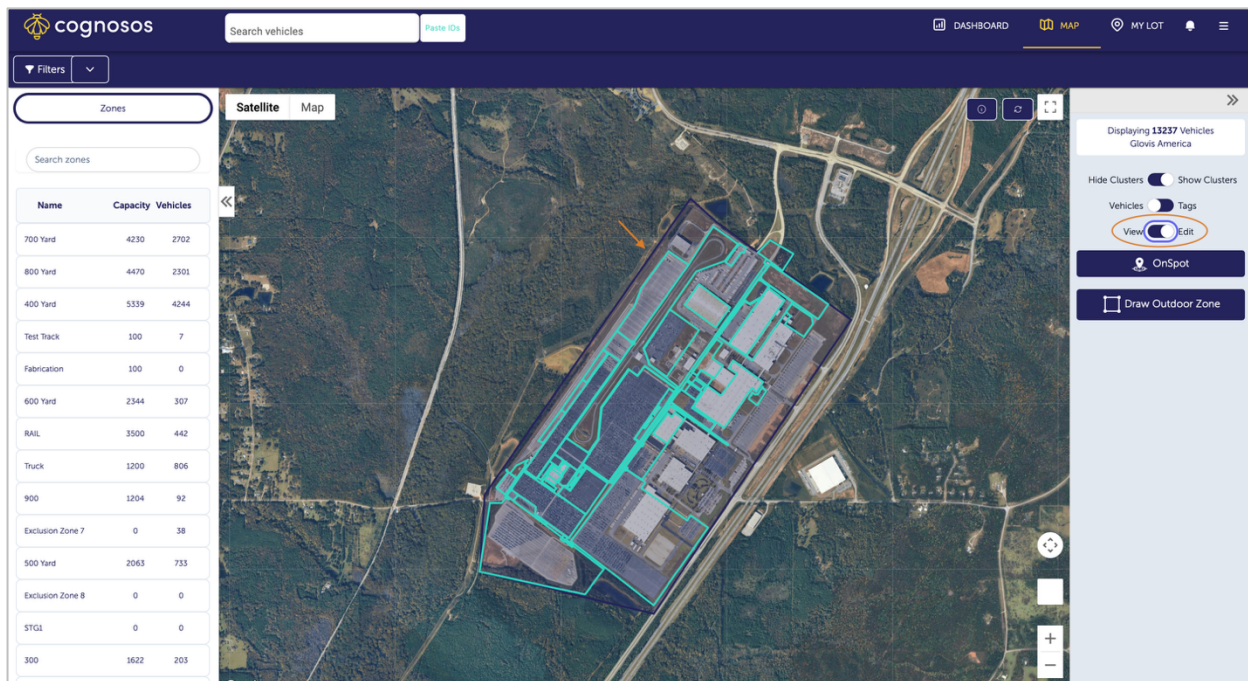 cognosos
Search vehicles
Paste IDs
DASHBOARD
MAP
MY LOT
Filters
Zones
Search zones
Name Capacity Vehicles
700 Yard 4230 2702
800 Yard 4470 2301
400 Yard 5339 4244
Test Track 100 7
Fabrication 100 0
600 Yard 2344 307
RAIL 3500 442
Truck 1200 806
900 1204 92
Exclusion Zone 7 0 38
500 Yard 2063 733
Exclusion Zone 8 0 0
STG1 0 0
300 1622 203
Satellite Map
Displaying 13237 Vehicles
Glovis America
Hide Clusters Show Clusters
Vehicles Tags
View Edit
OnSpot
Draw Outdoor Zone